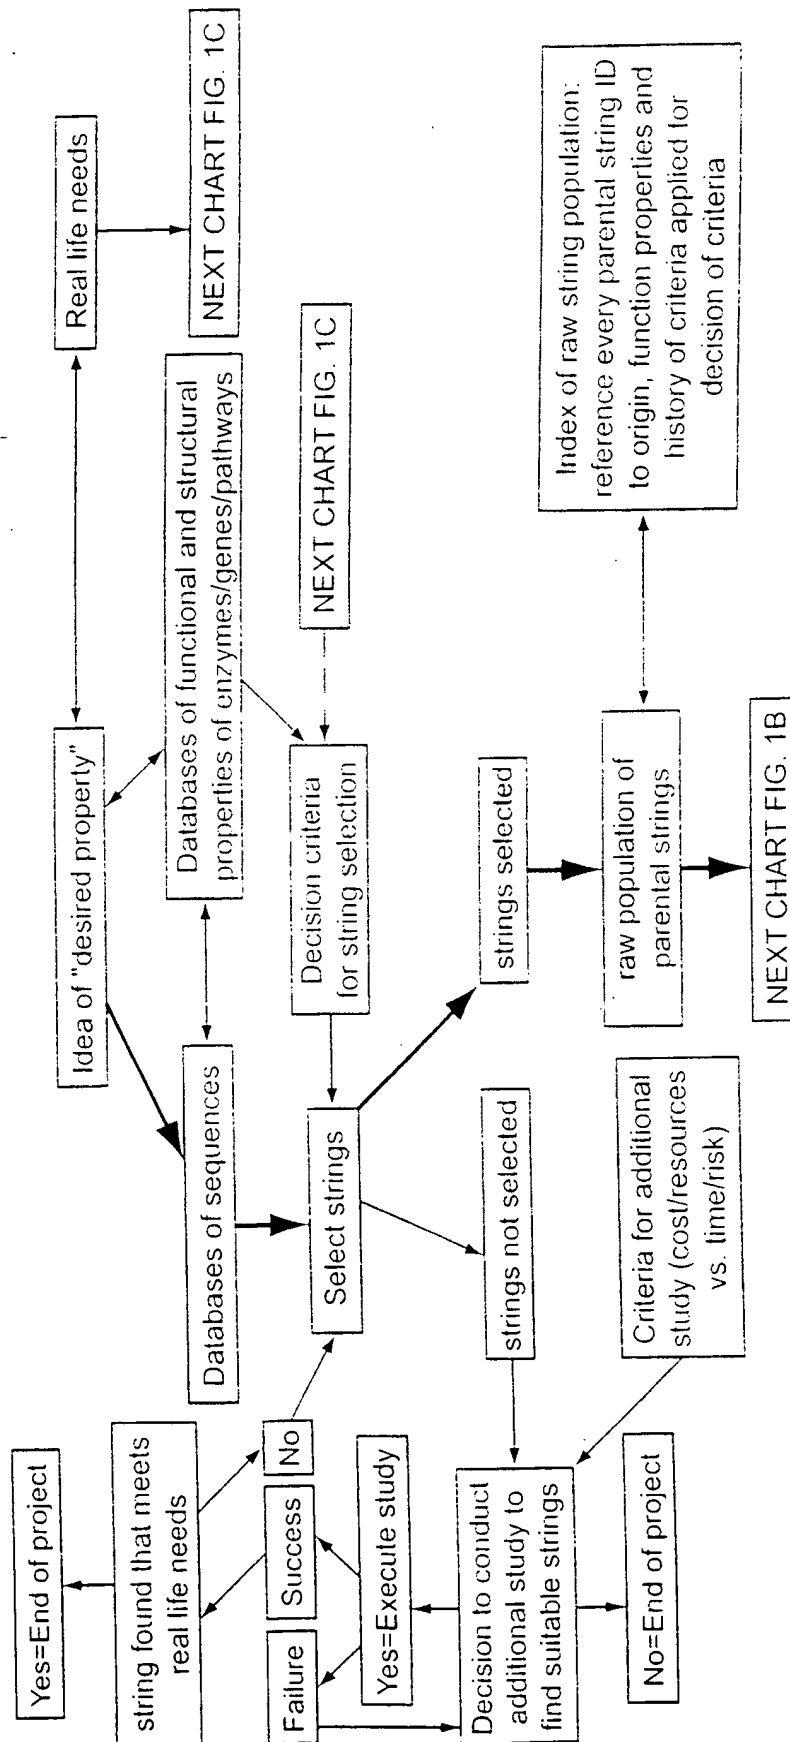 Yes=End of project
string found that meets
real life needs
Failure
Success
No
Yes=Execute study
Decision to conduct
additional study to
find suitable strings
No=End of project
Idea of "desired property"
Real life needs
NEXT CHART FIG. 1C
Databases of sequences
Databases of functional and structural
properties of enzymes/genes/pathways
Select strings
Decision criteria
for string selection
NEXT CHART FIG. 1C
strings not selected
strings selected
Criteria for additional
study (cost/resources
vs. time/risk)
raw population of
parental strings
Index of raw string population:
reference every parental string ID
to origin, function properties and
history of criteria applied for
decision of criteria
NEXT CHART FIG. 1B